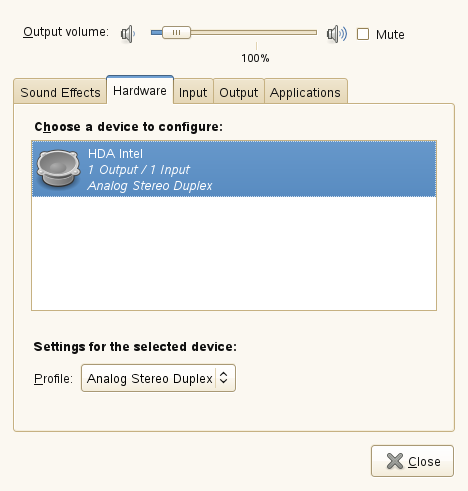 Output volume:
Mute
100%
Sound Effects Hardware Input Output Applications
Choose a device to configure:
HDA Intel
1 Output / 1 Input
Analog Stereo Duplex
Settings for the selected device:
Profile: Analog Stereo Duplex
Close